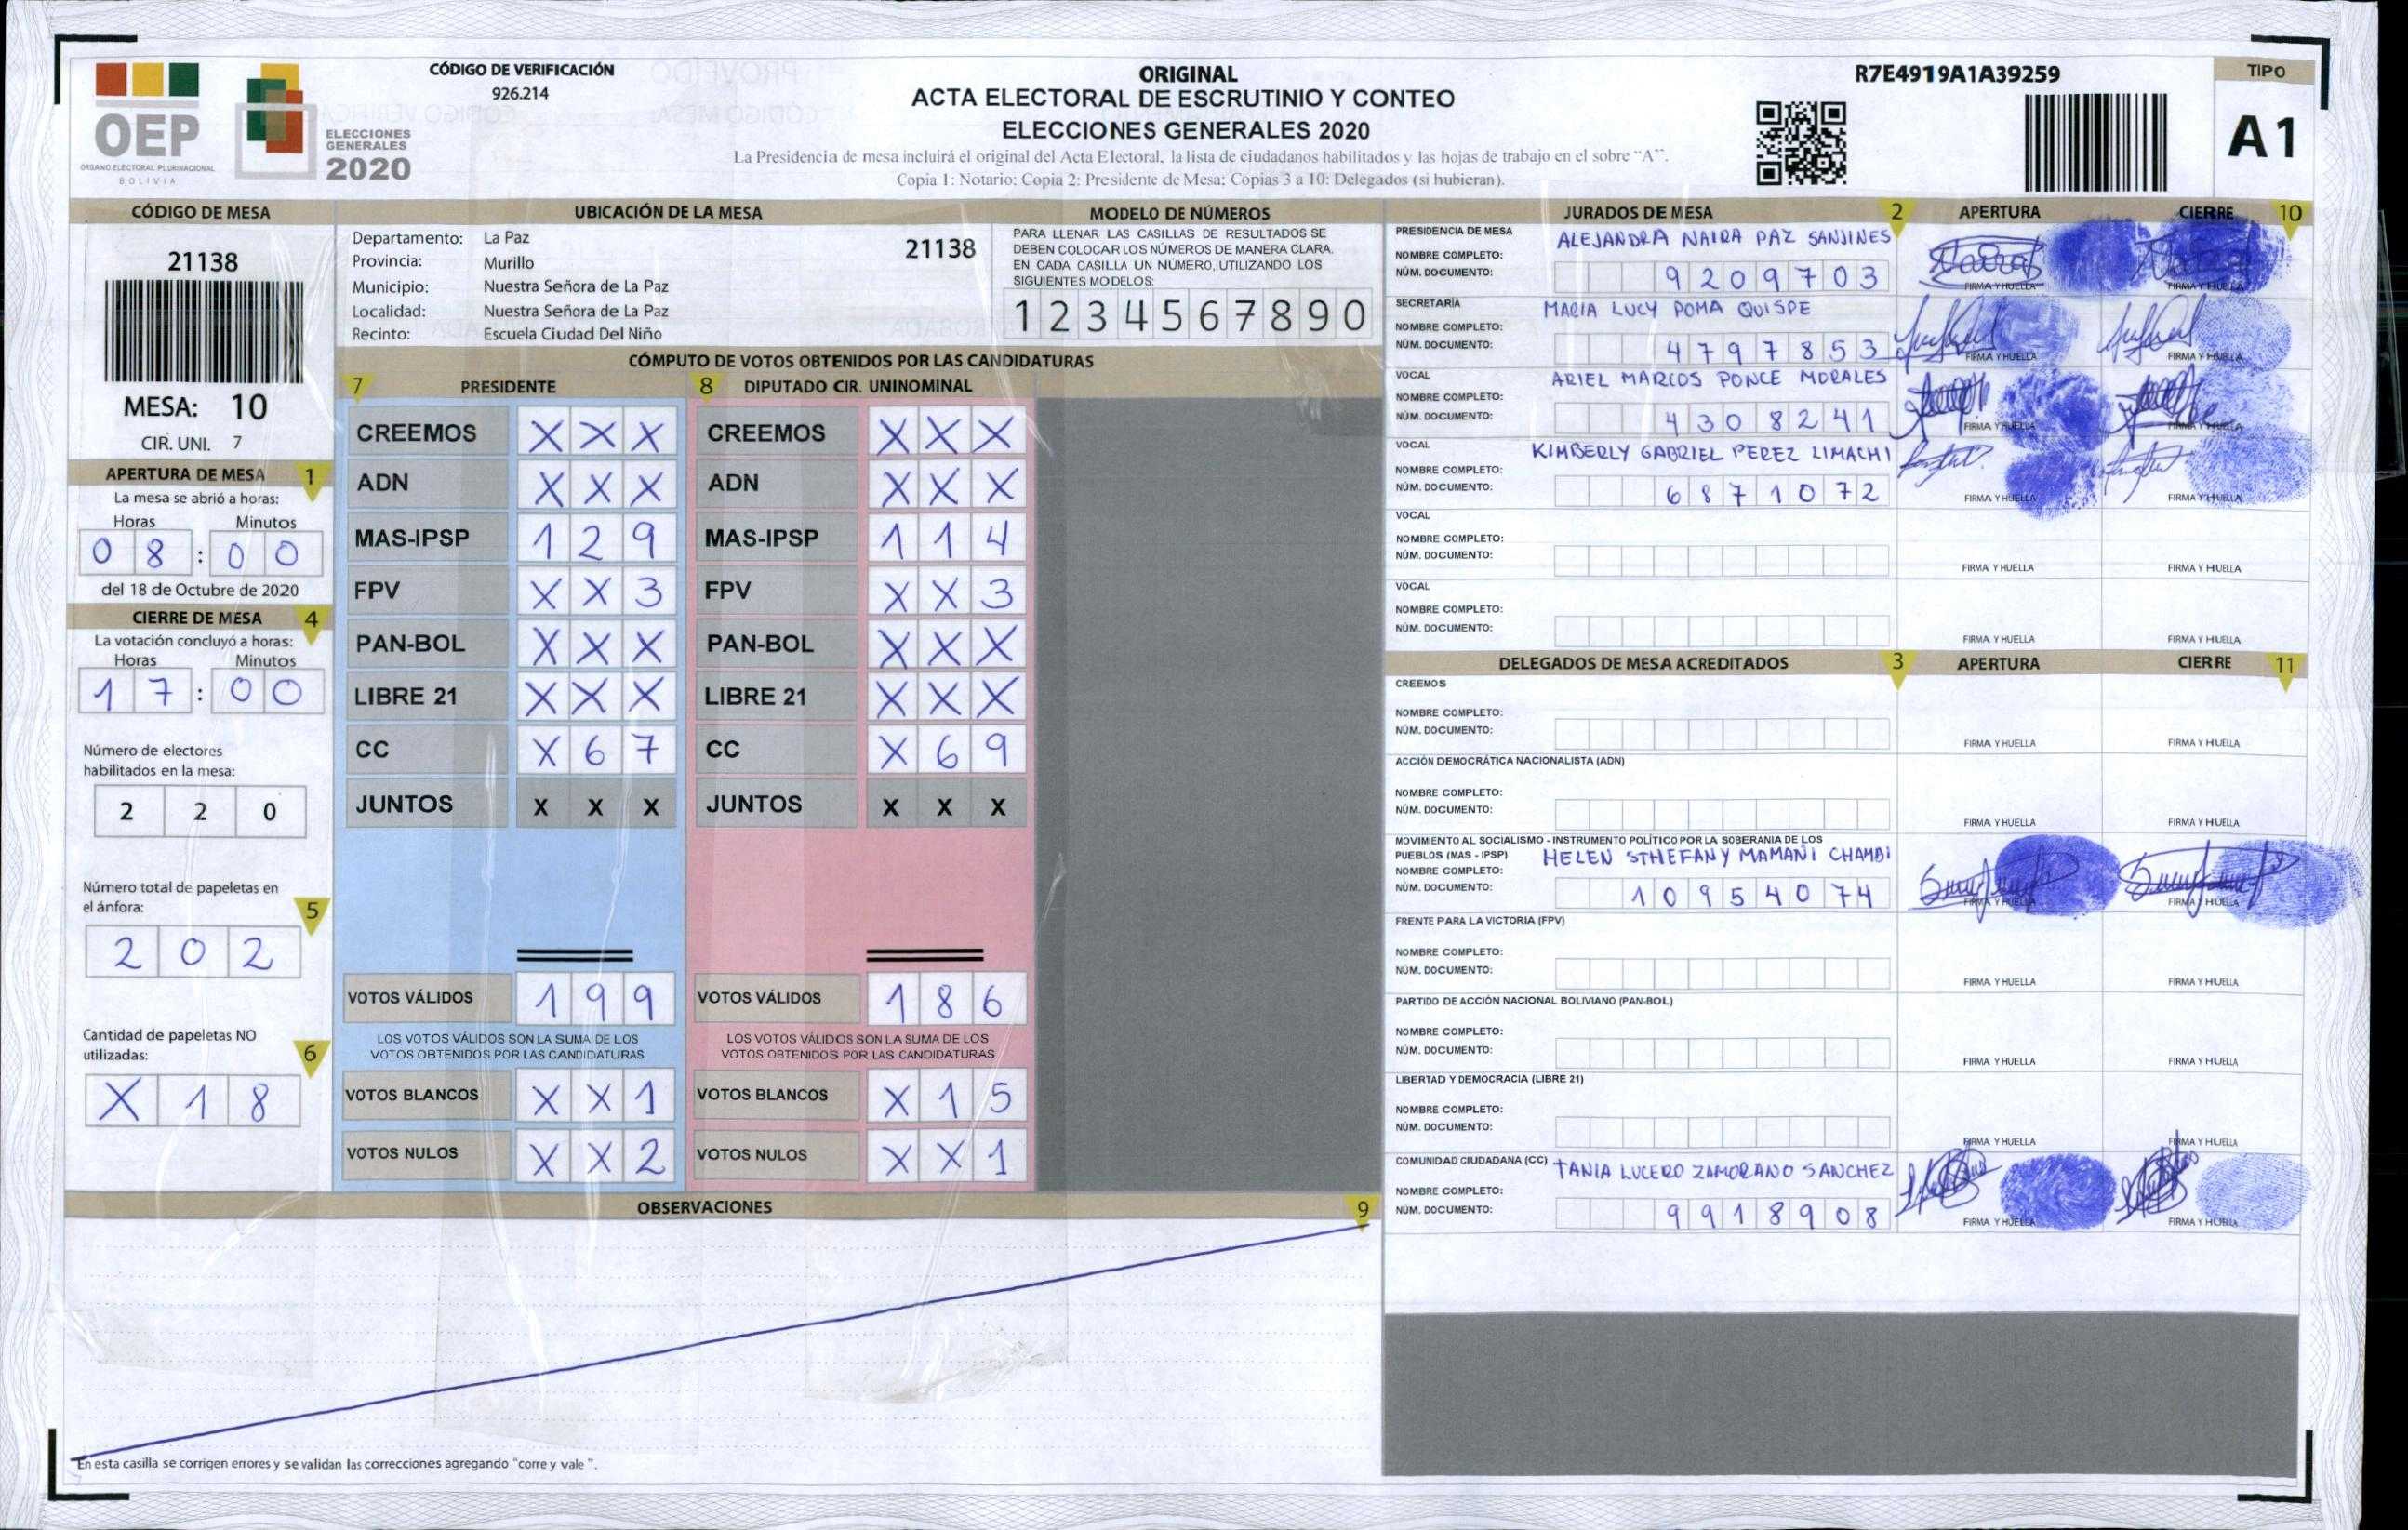 OEP
ÓRGANO ELECTORAL PLURINACIONAL
BOLIVIA
ELECCIONES
GENERALES
2020
CÓDIGO DE VERIFICACIÓN
926.214
ORIGINAL
ACTA ELECTORAL DE ESCRUTINIO Y CONTEO
ELECCIONES GENERALES 2020
La Presidencia de mesa incluirá el original del Acta Electoral, la lista de ciudadanos habilitados y las hojas de trabajo en el sobre "A".
Copia 1: Notario: Copia 2: Presidente de Mesa: Copias 3 a 10: Delegados (si hubieran).
R7E4919A1A39259
TIPO
A1
CÓDIGO DE MESA
21138
MESA: 10
CIR. UNI. 7
APERTURA DE MESA 1
La mesa se abrió a horas:
Horas Minutos
0 8 : 0 0
del 18 de Octubre de 2020
CIERRE DE MESA 4
La votación concluyó a horas:
Horas Minutos
1 7 : 0 0
Número de electores
habilitados en la mesa:
2 2 0
Número total de papeletas en
el ánfora: 5
2 0 2
Cantidad de papeletas NO
utilizadas: 6
X 1 8
UBICACIÓN DE LA MESA
Departamento: La Paz 21138
Provincia: Murillo
Municipio: Nuestra Señora de La Paz
Localidad: Nuestra Señora de La Paz
Recinto: Escuela Ciudad Del Niño
MODELO DE NÚMEROS
PARA LLENAR LAS CASILLAS DE RESULTADOS SE
DEBEN COLOCAR LOS NÚMEROS DE MANERA CLARA.
EN CADA CASILLA UN NÚMERO, UTILIZANDO LOS
SIGUIENTES MODELOS:
1 2 3 4 5 6 7 8 9 0
CÓMPUTO DE VOTOS OBTENIDOS POR LAS CANDIDATURAS
7 PRESIDENTE 8 DIPUTADO CIR. UNINOMINAL
CREEMOS X X X CREEMOS X X X
ADN X X X ADN X X X
MAS-IPSP 1 2 9 MAS-IPSP 1 1 4
FPV X X 3 FPV X X 3
PAN-BOL X X X PAN-BOL X X X
LIBRE 21 X X X LIBRE 21 X X X
CC X 6 7 CC X 6 9
JUNTOS X X X JUNTOS X X X
VOTOS VÁLIDOS 1 9 9 VOTOS VÁLIDOS 1 8 6
LOS VOTOS VÁLIDOS SON LA SUMA DE LOS LOS VOTOS VÁLIDOS SON LA SUMA DE LOS
VOTOS OBTENIDOS POR LAS CANDIDATURAS VOTOS OBTENIDOS POR LAS CANDIDATURAS
VOTOS BLANCOS X X 1 VOTOS BLANCOS X 1 5
VOTOS NULOS X X 2 VOTOS NULOS X X 1
OBSERVACIONES 9
En esta casilla se corrigen errores y se validan las correcciones agregando "corre y vale ".
JURADOS DE MESA 2 APERTURA CIERRE 10
PRESIDENCIA DE MESA ALEJANDRA NAIRA PAZ SANJINES
NOMBRE COMPLETO:
NÚM. DOCUMENTO: 9 2 0 9 7 0 3
FIRMA Y HUELLA FIRMA Y HUELLA
SECRETARÍA MARIA LUCY POMA QUISPE
NOMBRE COMPLETO:
NÚM. DOCUMENTO: 4 7 9 7 8 5 3
FIRMA Y HUELLA FIRMA Y HUELLA
VOCAL ARIEL MARCOS PONCE MORALES
NOMBRE COMPLETO:
NÚM. DOCUMENTO: 4 3 0 8 2 4 1
FIRMA Y HUELLA FIRMA Y HUELLA
VOCAL KIMBERLY GABRIEL PEREZ LIMACHI
NOMBRE COMPLETO:
NÚM. DOCUMENTO: 6 8 7 1 0 7 2
FIRMA Y HUELLA FIRMA Y HUELLA
VOCAL
NOMBRE COMPLETO:
NÚM. DOCUMENTO:
FIRMA Y HUELLA FIRMA Y HUELLA
VOCAL
NOMBRE COMPLETO:
NÚM. DOCUMENTO:
FIRMA Y HUELLA FIRMA Y HUELLA
DELEGADOS DE MESA ACREDITADOS 3 APERTURA CIERRE 11
CREEMOS
NOMBRE COMPLETO:
NÚM. DOCUMENTO:
FIRMA Y HUELLA FIRMA Y HUELLA
ACCIÓN DEMOCRÁTICA NACIONALISTA (ADN)
NOMBRE COMPLETO:
NÚM. DOCUMENTO:
FIRMA Y HUELLA FIRMA Y HUELLA
MOVIMIENTO AL SOCIALISMO - INSTRUMENTO POLÍTICO POR LA SOBERANIA DE LOS
PUEBLOS (MAS - IPSP) HELEN STHEFANY MAMANI CHAMBI
NOMBRE COMPLETO:
NÚM. DOCUMENTO: 1 0 9 5 4 0 7 4
FIRMA Y HUELLA FIRMA Y HUELLA
FRENTE PARA LA VICTORIA (FPV)
NOMBRE COMPLETO:
NÚM. DOCUMENTO:
FIRMA Y HUELLA FIRMA Y HUELLA
PARTIDO DE ACCIÓN NACIONAL BOLIVIANO (PAN-BOL)
NOMBRE COMPLETO:
NÚM. DOCUMENTO:
FIRMA Y HUELLA FIRMA Y HUELLA
LIBERTAD Y DEMOCRACIA (LIBRE 21)
NOMBRE COMPLETO:
NÚM. DOCUMENTO:
FIRMA Y HUELLA FIRMA Y HUELLA
COMUNIDAD CIUDADANA (CC) TANIA LUCERO ZAMORANO SANCHEZ
NOMBRE COMPLETO:
NÚM. DOCUMENTO: 9 9 1 8 9 0 8
FIRMA Y HUELLA FIRMA Y HUELLA